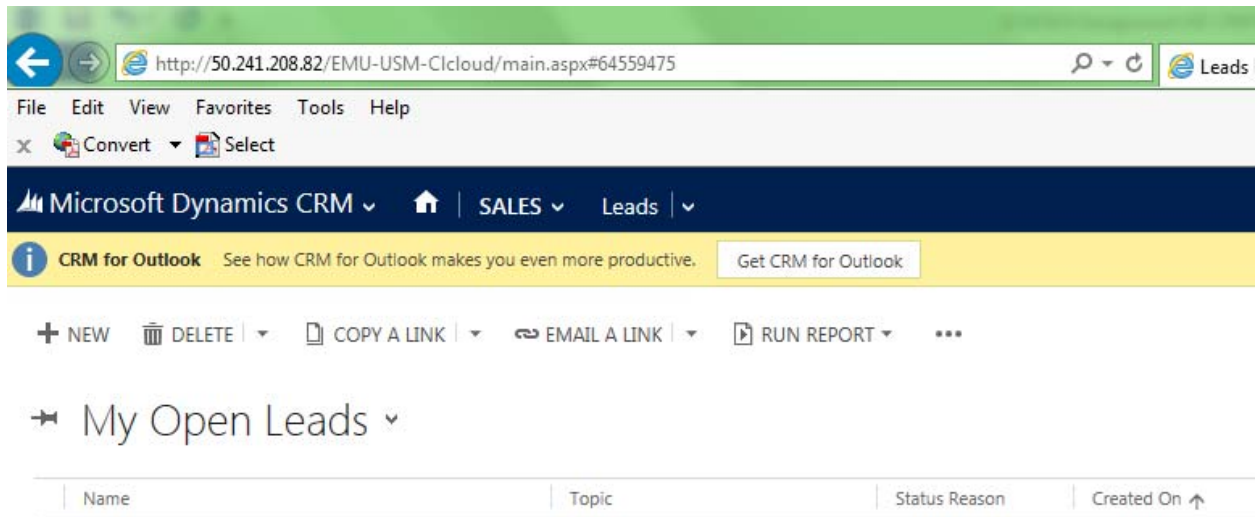 http://50.241.208.82/EMU-USM-CIcloud/main.aspx#64559475 Leads
File Edit View Favorites Tools Help
x Convert Select
Microsoft Dynamics CRM SALES Leads
CRM for Outlook See how CRM for Outlook makes you even more productive. Get CRM for Outlook
NEW DELETE COPY A LINK EMAIL A LINK RUN REPORT •••
My Open Leads
Name Topic Status Reason Created On